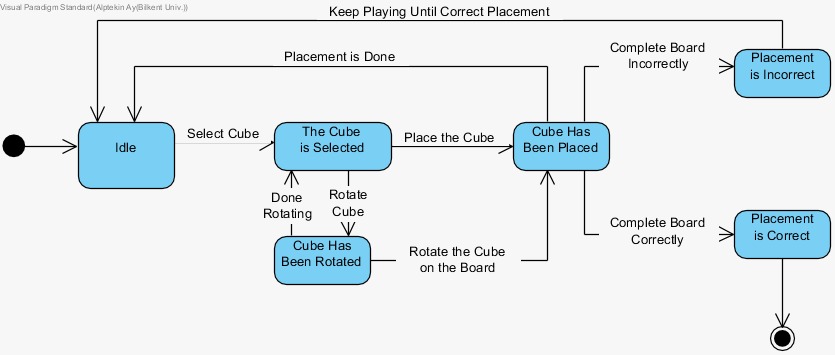 Visual Paradigm Standard(Alptekin Ay(Bilkent Univ.))
Keep Playing Until Correct Placement
Placement is Done
Complete Board
Incorrectly
Placement
is Incorrect
Idle
Select Cube
The Cube
is Selected
Place the Cube
Cube Has
Been Placed
Done
Rotating
Rotate
Cube
Cube Has
Been Rotated
Rotate the Cube
on the Board
Complete Board
Correctly
Placement
is Correct